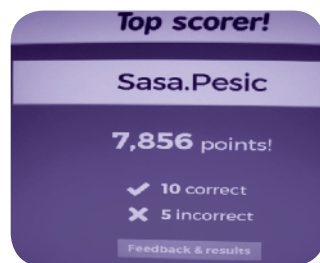 Top scorer!
Sasa.Pesic
7,856 points!
10 correct
5 incorrect
Feedback & results